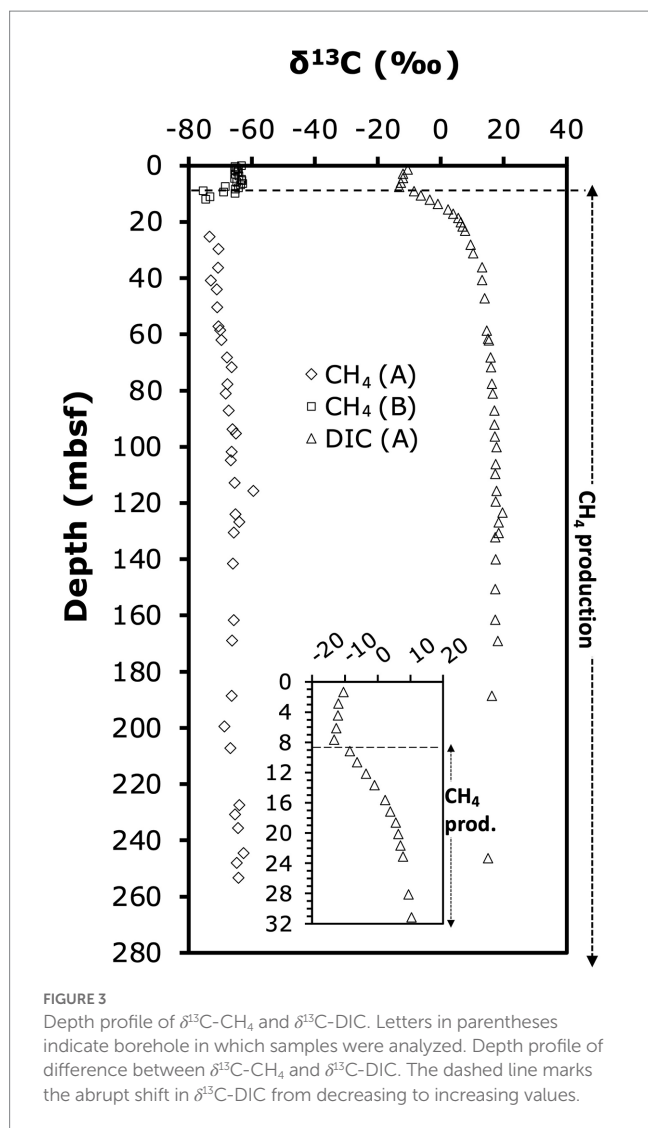 δ¹³C (‰)
-80 -60 -40 -20 0 20 40
0
20
40
60
80
100
120
140
160
180
200
220
240
260
280
Depth (mbsf)
CH₄ (A)
CH₄ (B)
DIC (A)
CH₄ production
-20 -10 0 10 20
0
4
8
12
16
20
24
28
32
CH₄
prod.
FIGURE 3
Depth profile of δ¹³C-CH₄ and δ¹³C-DIC. Letters in parentheses
indicate borehole in which samples were analyzed. Depth profile of
difference between δ¹³C-CH₄ and δ¹³C-DIC. The dashed line marks
the abrupt shift in δ¹³C-DIC from decreasing to increasing values.